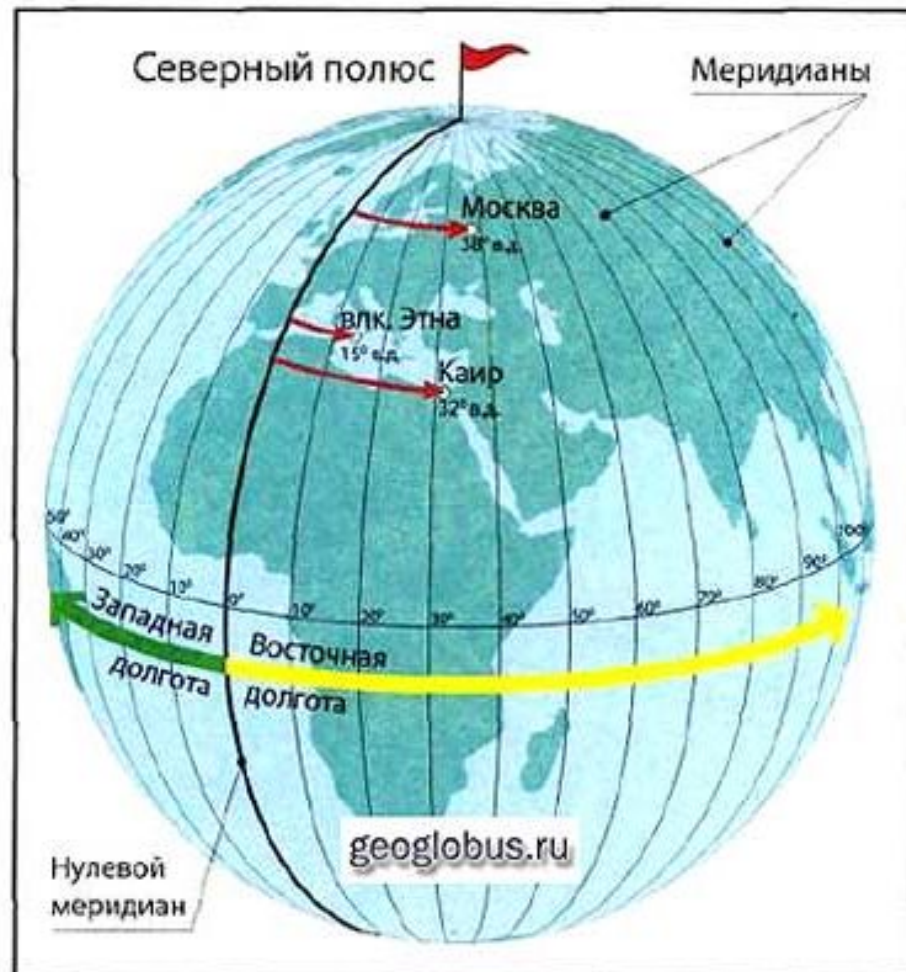 Северный полюс
Меридианы
Москва
38° в.д.
влк. Этна
15° в.д.
Каир
32° в.д.
50°
40°
30°
20°
10°
0°
10°
20°
30°
40°
50°
60°
70°
80°
90°
100°
Западная
долгота
Восточная
долгота
geoglobus.ru
Нулевой
меридиан